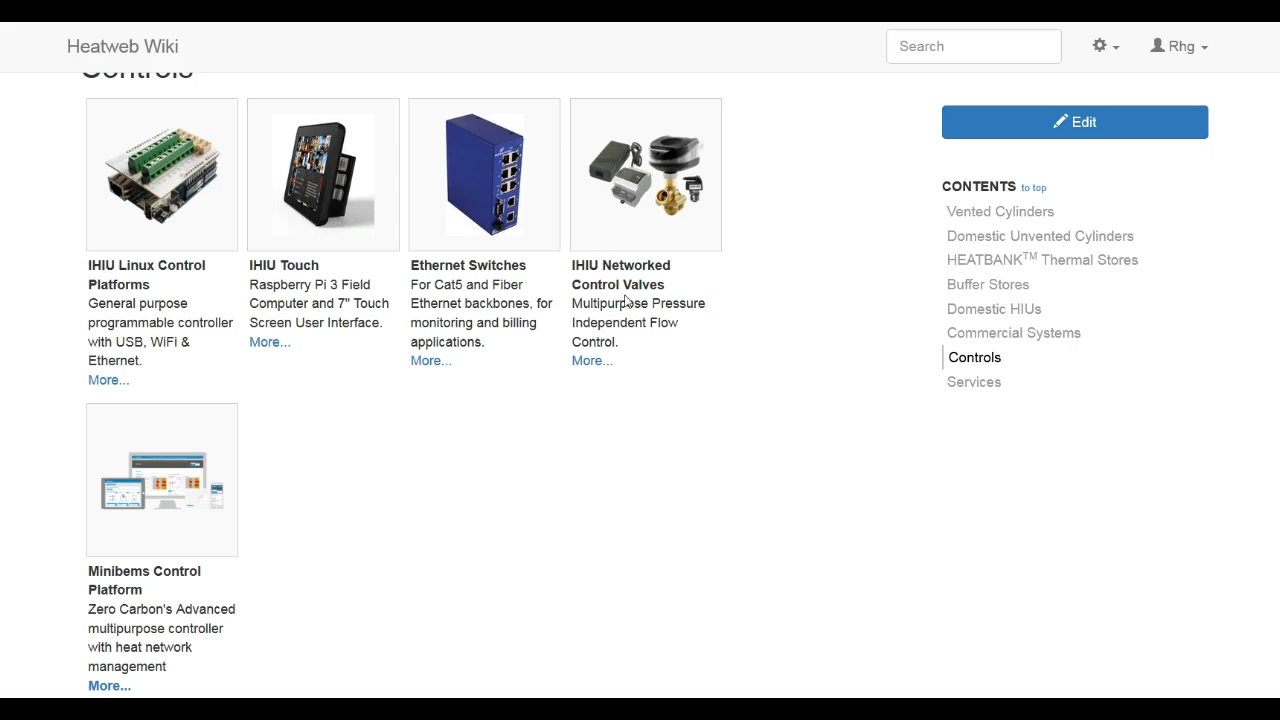 Heatweb Wiki
Search
Rhg
Controls
Edit
IHIU Linux Control
Platforms
General purpose
programmable controller
with USB, WiFi &
Ethernet.
More...
IHIU Touch
Raspberry Pi 3 Field
Computer and 7" Touch
Screen User Interface.
More...
Ethernet Switches
For Cat5 and Fiber
Ethernet backbones, for
monitoring and billing
applications.
More...
IHIU Networked
Control Valves
Multipurpose Pressure
Independent Flow
Control.
More...
Minibems Control
Platform
Zero Carbon's Advanced
multipurpose controller
with heat network
management
More...
CONTENTS to top
Vented Cylinders
Domestic Unvented Cylinders
HEATBANK™ Thermal Stores
Buffer Stores
Domestic HIUs
Commercial Systems
Controls
Services